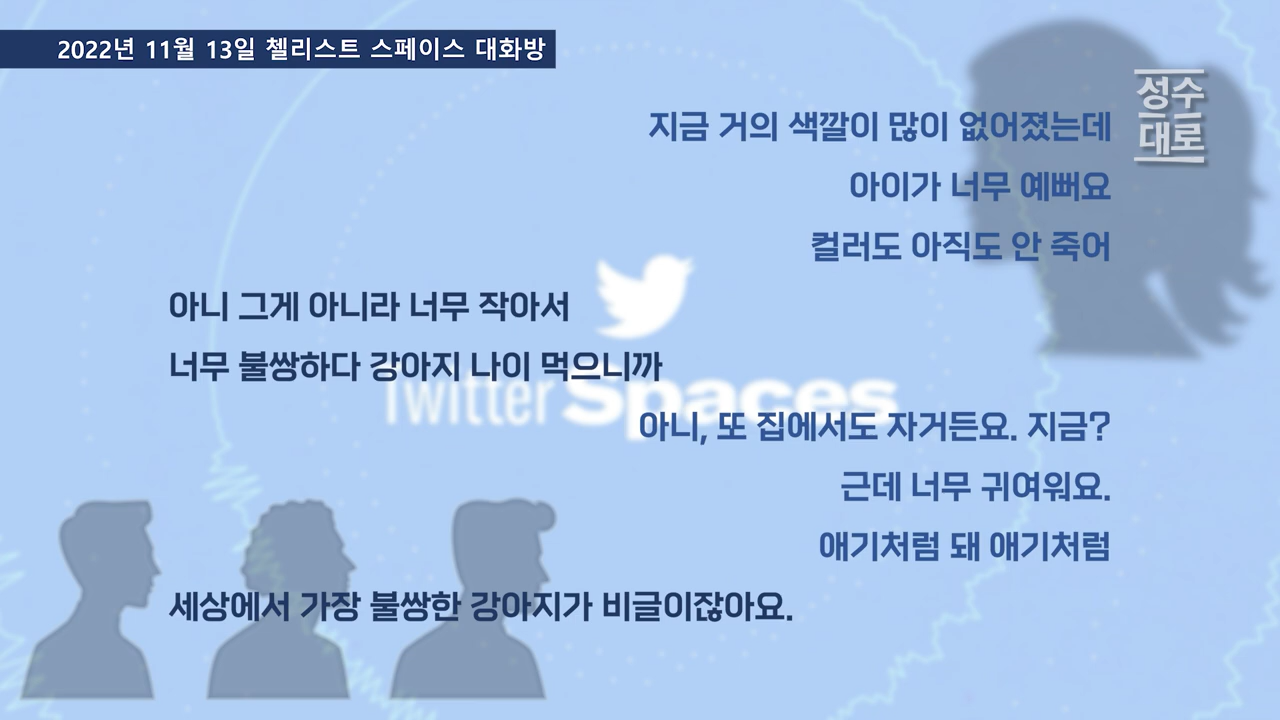 2022년 11월 13일 첼리스트 스페이스 대화방
성수
대로
지금 거의 색깔이 많이 없어졌는데
아이가 너무 예뻐요
컬러도 아직도 안 죽어
아니 그게 아니라 너무 작아서
너무 불쌍하다 강아지 나이 먹으니까
Twitter Spaces
아니, 또 집에서도 자거든요. 지금?
근데 너무 귀여워요.
애기처럼 돼 애기처럼
세상에서 가장 불쌍한 강아지가 비글이잖아요.